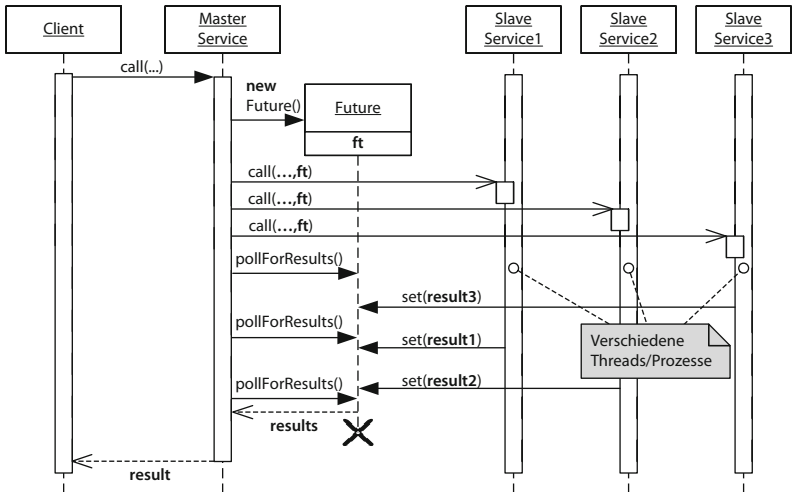 Client
Master
Service
Slave
Service1
Slave
Service2
Slave
Service3
call(...)
new
Future()
Future
ft
call(...,ft)
call(...,ft)
call(...,ft)
pollForResults()
set(result3)
pollForResults()
set(result1)
Verschiedene
Threads/Prozesse
pollForResults()
set(result2)
results
result